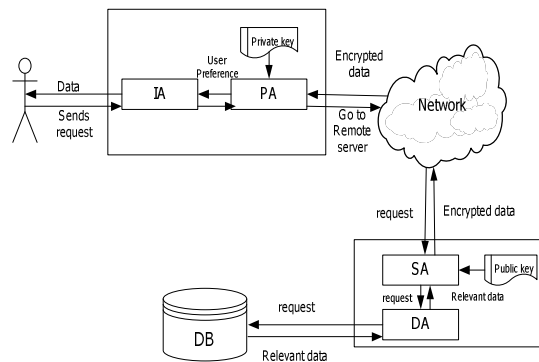 Private key
User
Preference
Encrypted
data
Data
IA
PA
Network
Sends
request
Go to
Remote
server
request
Encrypted data
SA
Public key
request
Relevant data
request
DA
DB
Relevant data